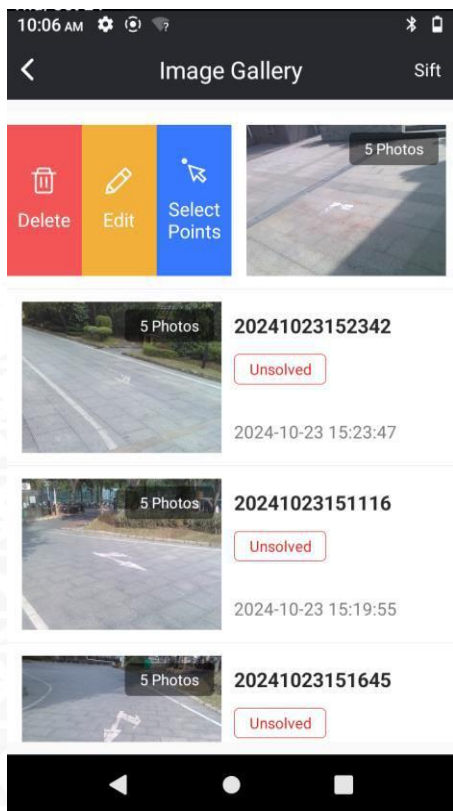 10:06 AM
Image Gallery
Sift
Delete
Edit
Select
Points
5 Photos
5 Photos
20241023152342
Unsolved
2024-10-23 15:23:47
5 Photos
20241023151116
Unsolved
2024-10-23 15:19:55
5 Photos
20241023151645
Unsolved